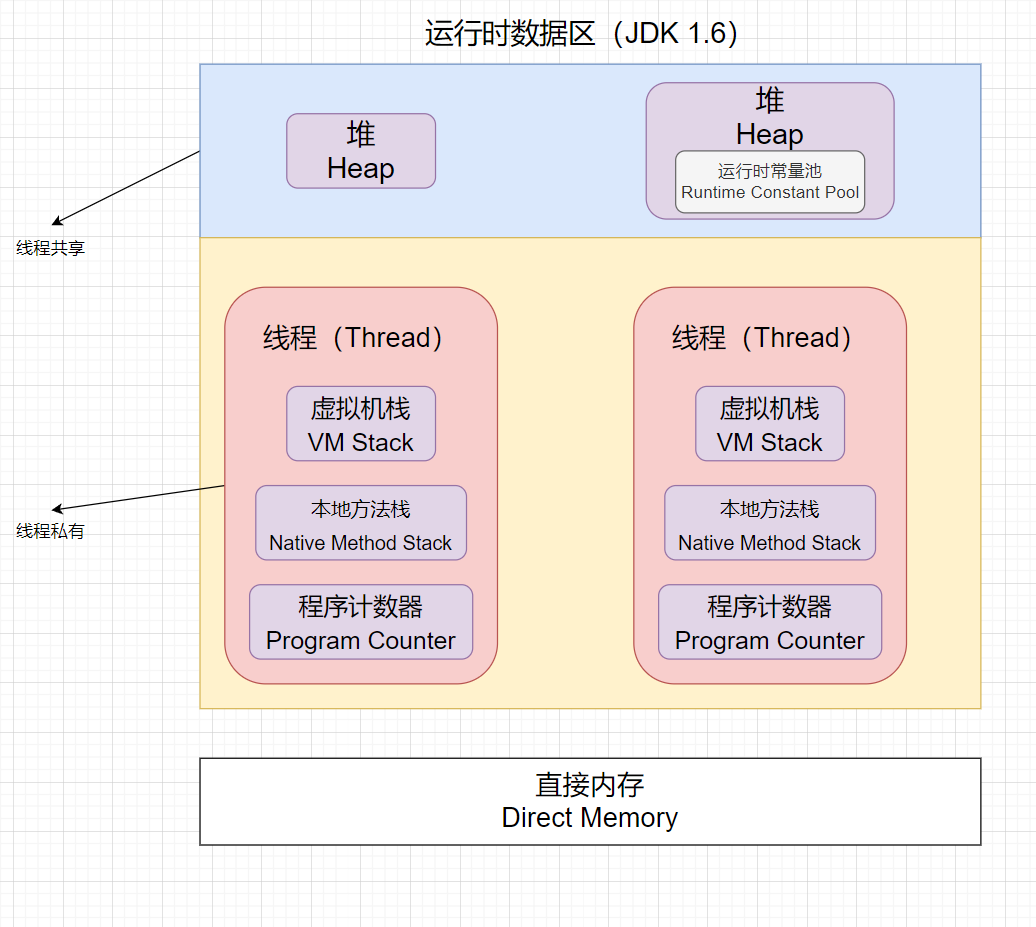 运行时数据区（JDK 1.6）
堆
Heap
堆
Heap
运行时常量池
Runtime Constant Pool
线程共享
线程（Thread）
虚拟机栈
VM Stack
本地方法栈
Native Method Stack
程序计数器
Program Counter
线程（Thread）
虚拟机栈
VM Stack
本地方法栈
Native Method Stack
程序计数器
Program Counter
线程私有
直接内存
Direct Memory